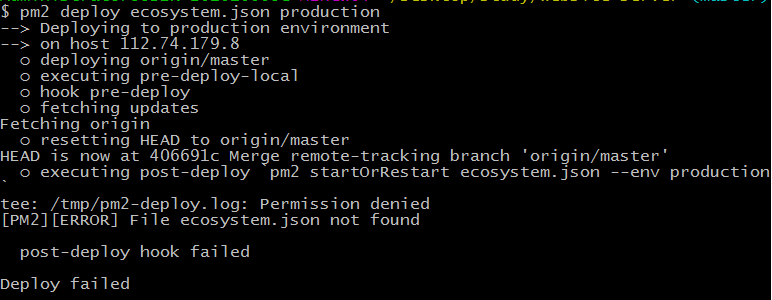 $ pm2 deploy ecosystem.json production
--> Deploying to production environment
--> on host 112.74.179.8
  o deploying origin/master
  o executing pre-deploy-local
  o hook pre-deploy
  o fetching updates
Fetching origin
  o resetting HEAD to origin/master
HEAD is now at 406691c Merge remote-tracking branch 'origin/master'
  o executing post-deploy `pm2 startOrRestart ecosystem.json --env production
`
tee: /tmp/pm2-deploy.log: Permission denied
[PM2][ERROR] File ecosystem.json not found
  post-deploy hook failed
Deploy failed